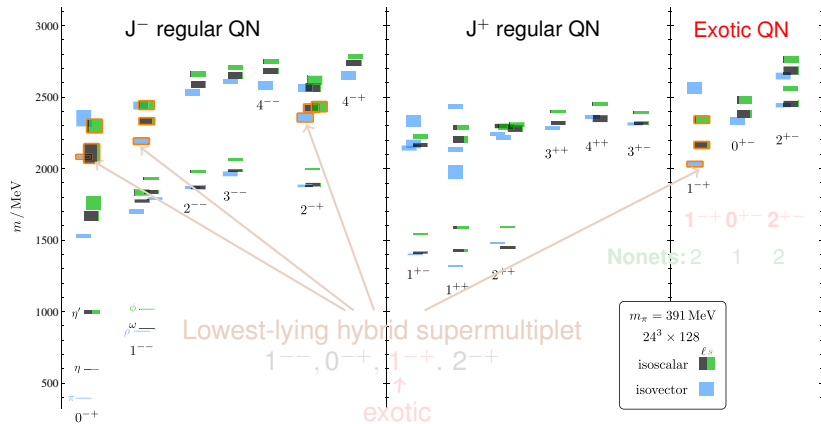 J⁻ regular QN
J⁺ regular QN
Exotic QN
3000
2500
2000
1500
1000
500
m / MeV
4⁻⁻
4⁻⁺
2⁻⁻
3⁻⁻
2⁻⁺
3⁺⁺
4⁺⁺
3⁺⁻
0⁺⁻
2⁺⁻
1⁻⁺
1⁺⁻
1⁺⁺
2⁺⁺
1⁻⁺ 0⁺⁻ 2⁺⁻
Nonets: 2 1 2
η′
ϕ
ω
ρ
1⁻⁻
η
π
0⁻⁺
Lowest-lying hybrid supermultiplet
1⁻⁻, 0⁻⁺, 1⁻⁺, 2⁻⁺
exotic
mπ = 391 MeV
24³ × 128
ℓ s
isoscalar
isovector